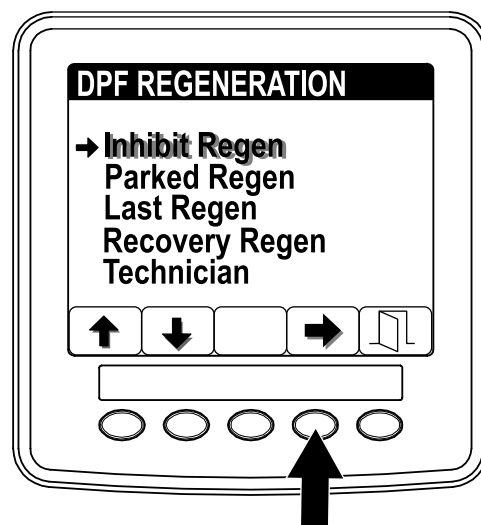 DPF REGENERATION
Inhibit Regen
Parked Regen
Last Regen
Recovery Regen
Technician